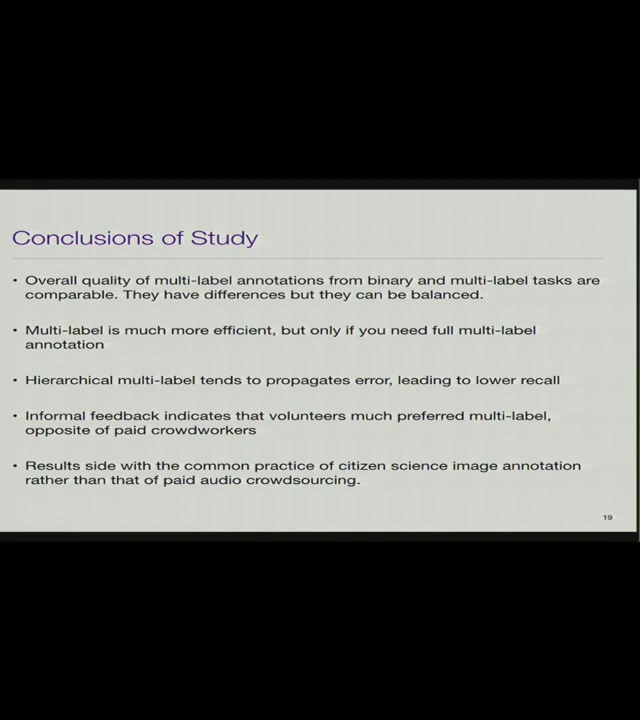 Conclusions of Study
• Overall quality of multi-label annotations from binary and multi-label tasks are
comparable. They have differences but they can be balanced.
• Multi-label is much more efficient, but only if you need full multi-label
annotation
• Hierarchical multi-label tends to propagates error, leading to lower recall
• Informal feedback indicates that volunteers much preferred multi-label,
opposite of paid crowdworkers
• Results side with the common practice of citizen science image annotation
rather than that of paid audio crowdsourcing.
19